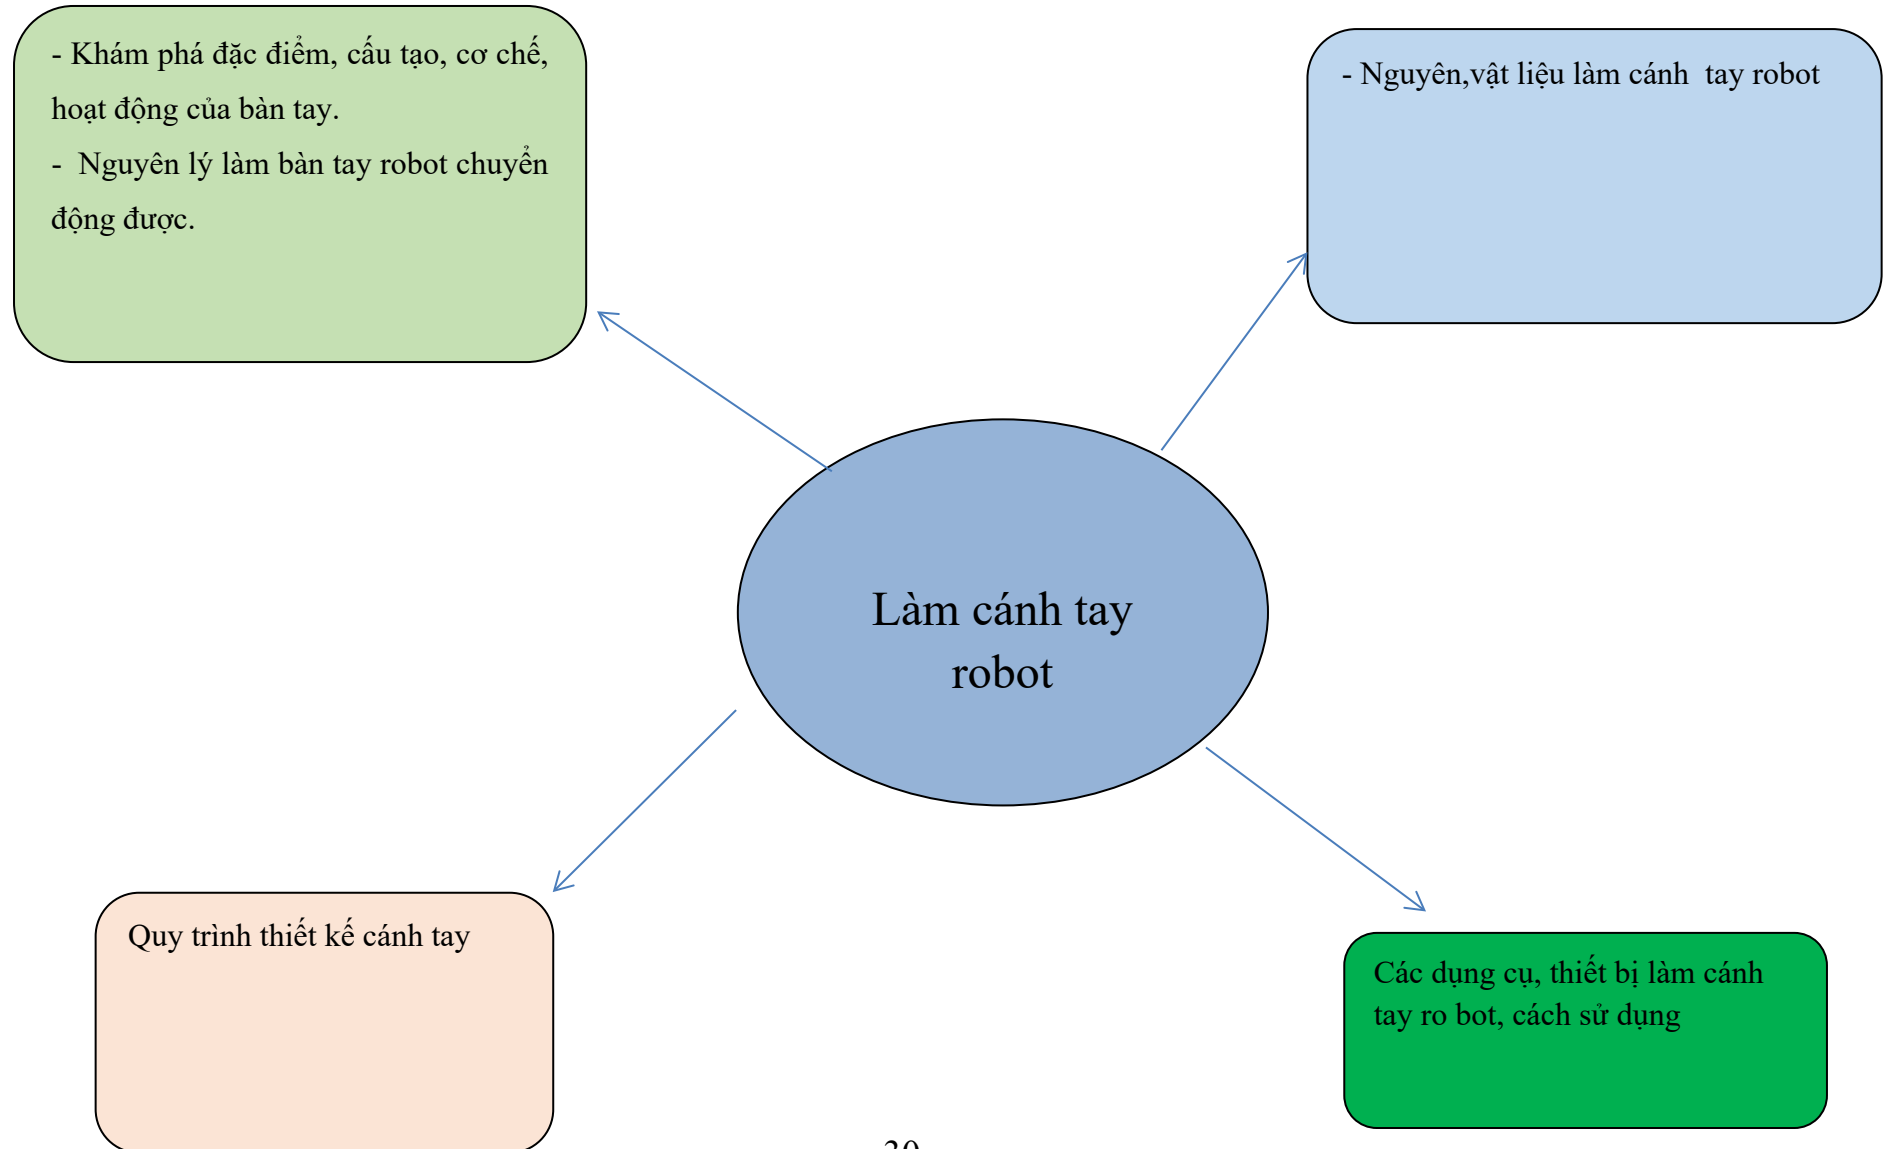 - Khám phá đặc điểm, cấu tạo, cơ chế,
hoạt động của bàn tay.
-  Nguyên lý làm bàn tay robot chuyển
động được.
- Nguyên,vật liệu làm cánh  tay robot
Làm cánh tay
robot
Quy trình thiết kế cánh tay
Các dụng cụ, thiết bị làm cánh
tay ro bot, cách sử dụng
30